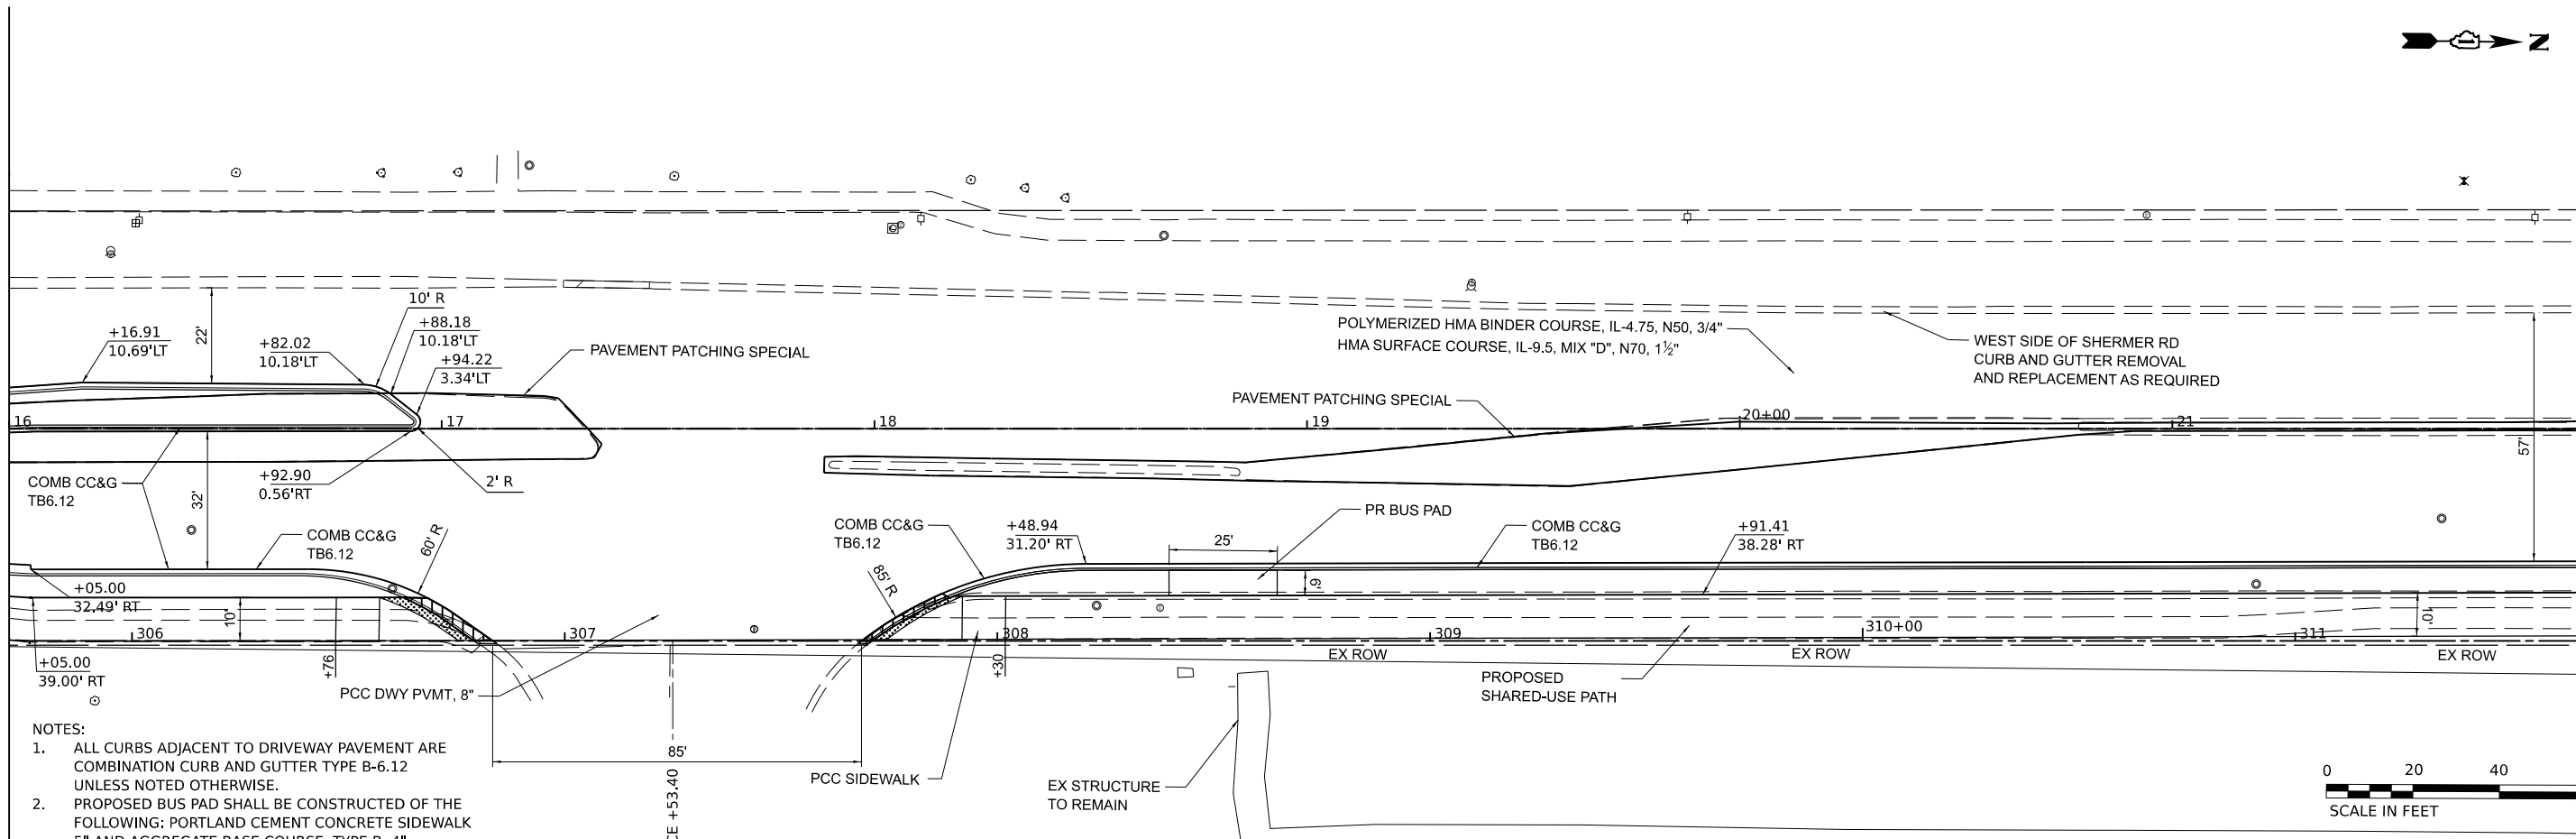 N
10' R
+16.91
10.69'LT
22'
+82.02
10.18'LT
+88.18
10.18'LT
+94.22
3.34'LT
PAVEMENT PATCHING SPECIAL
POLYMERIZED HMA BINDER COURSE, IL-4.75, N50, 3/4"
HMA SURFACE COURSE, IL-9.5, MIX "D", N70, 1½"
WEST SIDE OF SHERMER RD
CURB AND GUTTER REMOVAL
AND REPLACEMENT AS REQUIRED
PAVEMENT PATCHING SPECIAL
16
17
18
19
20+00
21
57'
COMB CC&G
TB6.12
+92.90
0.56'RT
2' R
32'
COMB CC&G
TB6.12
60' R
COMB CC&G
TB6.12
+48.94
31.20' RT
25'
PR BUS PAD
COMB CC&G
TB6.12
+91.41
38.28' RT
85' R
6'
+05.00
32.49' RT
10'
10'
306
307
308
309
310+00
311
+05.00
39.00' RT
+76
+30
EX ROW
EX ROW
EX ROW
PCC DWY PVMT, 8"
PROPOSED
SHARED-USE PATH
85'
PCC SIDEWALK
EX STRUCTURE
TO REMAIN
CE +53.40
NOTES:
1. ALL CURBS ADJACENT TO DRIVEWAY PAVEMENT ARE
COMBINATION CURB AND GUTTER TYPE B-6.12
UNLESS NOTED OTHERWISE.
2. PROPOSED BUS PAD SHALL BE CONSTRUCTED OF THE
FOLLOWING: PORTLAND CEMENT CONCRETE SIDEWALK
5" AND AGGREGATE BASE COURSE, TYPE B, 4"
0 20 40
SCALE IN FEET